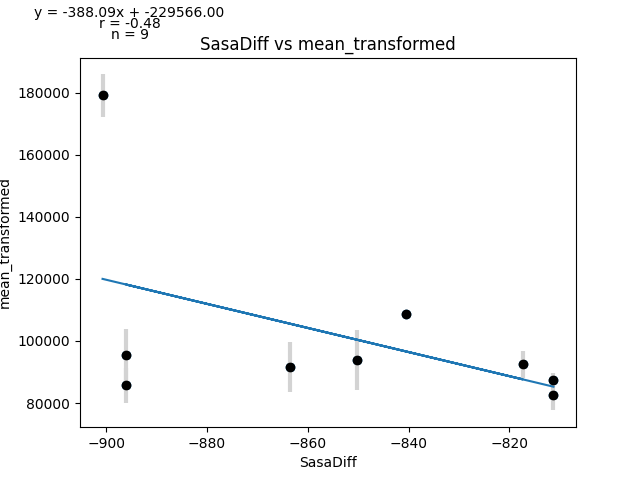 y = -388.09x + -229566.00
r = -0.48
n = 9
SasaDiff vs mean_transformed
180000
160000
140000
120000
100000
80000
mean_transformed
−900
−880
−860
−840
−820
SasaDiff